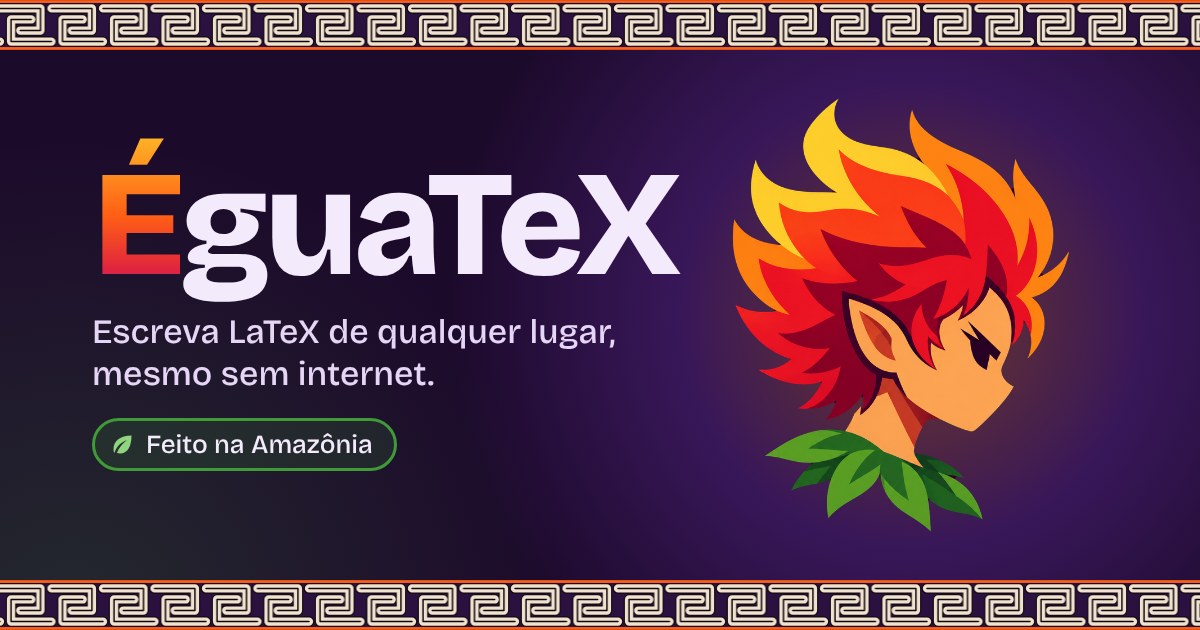 ÉguaTeX
Escreva LaTeX de qualquer lugar,
mesmo sem internet.
Feito na Amazônia